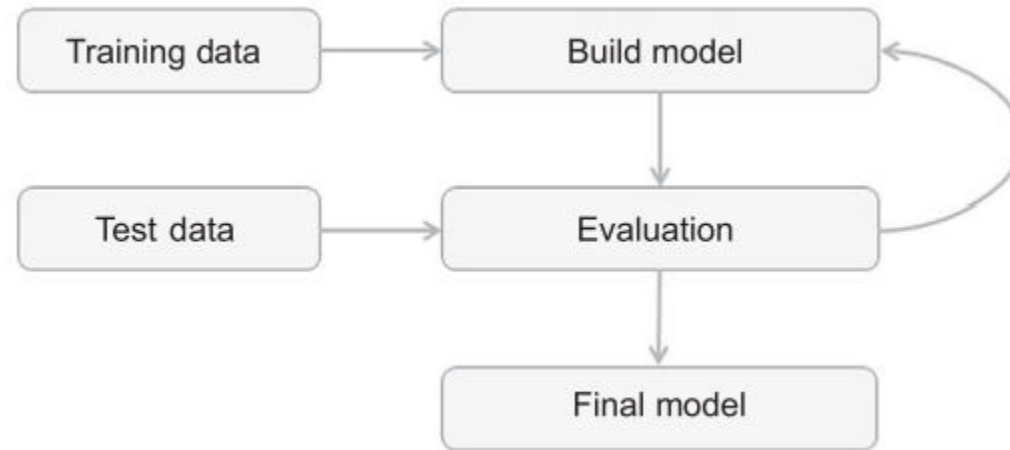 Training data
Build model
Test data
Evaluation
Final model